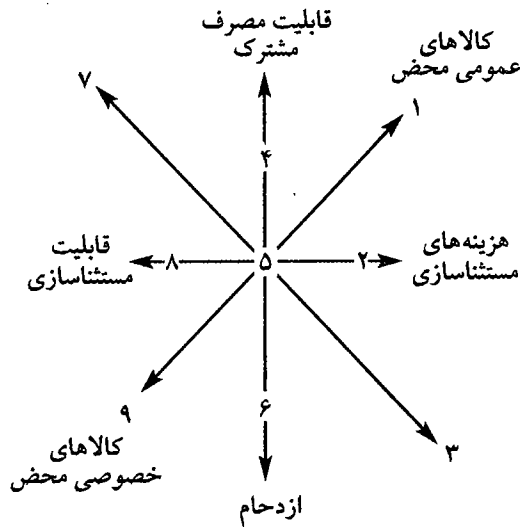 قابلیت مصرف
مشترک
کالاهای
عمومی محض
۷
۱
۴
قابلیت
مستثناسازی
۸
۵
۲
هزینه‌های
مستثناسازی
۹
۶
۳
کالاهای
خصوصی محض
ازدحام